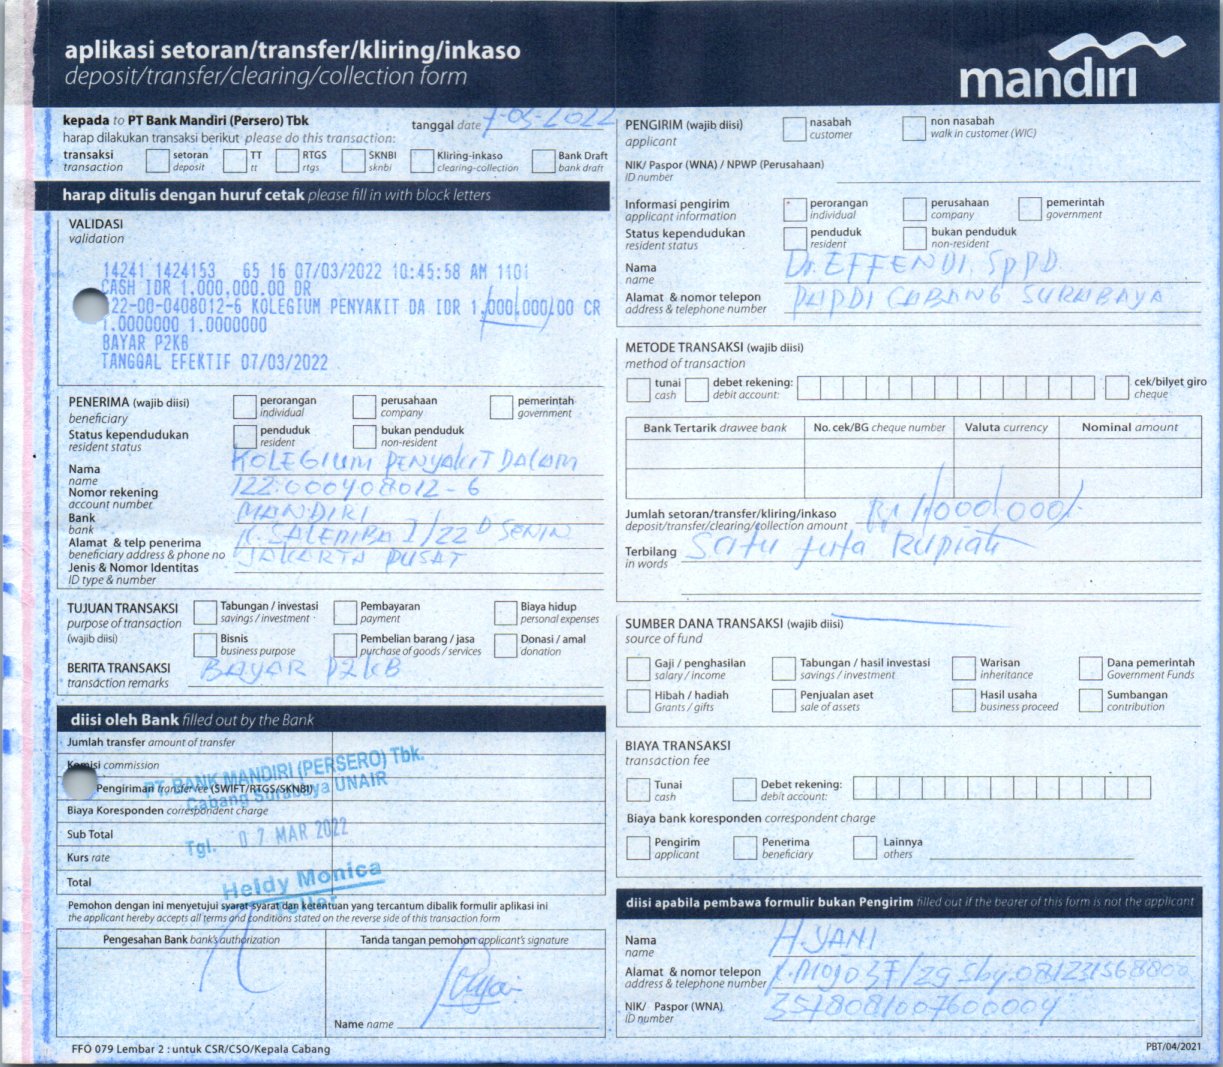 aplikasi setoran/transfer/kliring/inkaso
deposit/transfer/clearing/collection form
mandiri
kepada to PT Bank Mandiri (Persero) Tbk
tanggal date 7-03-2022
harap dilakukan transaksi berikut please do this transaction:
transaksi setoran TT RTGS SKNBI Kliring-inkaso Bank Draft
transaction deposit tt rtgs sknbi clearing-collection bank draft
harap ditulis dengan huruf cetak please fill in with block letters
VALIDASI
validation
14241 1424153 65 16 07/03/2022 10:45:58 AM 1101
CASH IDR 1.000.000.00 DR
122-00-0408012-6 KOLEGIUM PENYAKIT DA IDR 1,000,000,00 CR
1.0000000 1.0000000
BAYAR P2KB
TANGGAL EFEKTIF 07/03/2022
PENERIMA (wajib diisi) perorangan perusahaan pemerintah
beneficiary individual company government
Status kependudukan penduduk bukan penduduk
resident status resident non-resident
Nama KOLEGIUM PENYAKIT DALAM
name
Nomor rekening 122.000408012-6
account number
Bank MANDIRI
bank
Alamat & telp penerima SALEMBA I/22 D SENIN
beneficiary address & phone no JAKARTA PUSAT
Jenis & Nomor Identitas
ID type & number
TUJUAN TRANSAKSI Tabungan / investasi Pembayaran Biaya hidup
purpose of transaction savings / investment payment personal expenses
(wajib diisi) Bisnis Pembelian barang / jasa Donasi / amal
business purpose purchase of goods / services donation
BERITA TRANSAKSI BAYAR P2KB
transaction remarks
diisi oleh Bank filled out by the Bank
Jumlah transfer amount of transfer
Komisi commission
Pengiriman transfer fee (SWIFT/RTGS/SKNBI)
Biaya Koresponden correspondent charge
Sub Total
Kurs rate
Total
PT. BANK MANDIRI (PERSERO) Tbk.
Cabang Surabaya UNAIR
Tgl. 07 MAR 2022
Heldy Monica
Teller
Pemohon dengan ini menyetujui syarat-syarat dan ketentuan yang tercantum dibalik formulir aplikasi ini
the applicant hereby accepts all terms and conditions stated on the reverse side of this transaction form
Pengesahan Bank bank's authorization Tanda tangan pemohon applicant's signature
Name name
FFO 079 Lembar 2 : untuk CSR/CSO/Kepala Cabang
PENGIRIM (wajib diisi) nasabah non nasabah
applicant customer walk in customer (WIC)
NIK/ Paspor (WNA) / NPWP (Perusahaan)
ID number
Informasi pengirim perorangan perusahaan pemerintah
applicant information individual company government
Status kependudukan penduduk bukan penduduk
resident status resident non-resident
Nama Dr. EFFENDI. SPPD
name
Alamat & nomor telepon PAPDI CABANG SURABAYA
address & telephone number
METODE TRANSAKSI (wajib diisi)
method of transaction
tunai debet rekening: cek/bilyet giro
cash debit account: cheque
Bank Tertarik drawee bank No. cek/BG cheque number Valuta currency Nominal amount
Jumlah setoran/transfer/kliring/inkaso Rp 1.000.000,-
deposit/transfer/clearing/collection amount
Terbilang Satu juta Rupiah
in words
SUMBER DANA TRANSAKSI (wajib diisi)
source of fund
Gaji / penghasilan Tabungan / hasil investasi Warisan Dana pemerintah
salary / income savings / investment inheritance Government Funds
Hibah / hadiah Penjualan aset Hasil usaha Sumbangan
Grants / gifts sale of assets business proceed contribution
BIAYA TRANSAKSI
transaction fee
Tunai Debet rekening:
cash debit account:
Biaya bank koresponden correspondent charge
Pengirim Penerima Lainnya
applicant beneficiary others
diisi apabila pembawa formulir bukan Pengirim filled out if the bearer of this form is not the applicant
Nama H. YANI
name
Alamat & nomor telepon 37/29 Sby. 081231568800
address & telephone number
NIK/ Paspor (WNA) 3578081007600004
ID number
PBT/04/2021